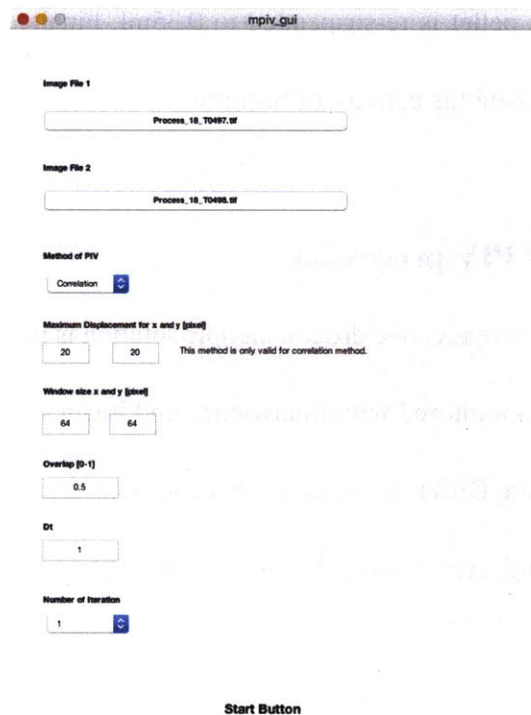 mpiv_gui
Image File 1
Process_18_T0497.tif
Image File 2
Process_18_T0498.tif
Method of PIV
Correlation
Maximum Displacement for x and y [pixel]
20 20 This method is only valid for correlation method.
Window size x and y [pixel]
64 64
Overlap [0-1]
0.5
Dt
1
Number of Iteration
1
Start Button